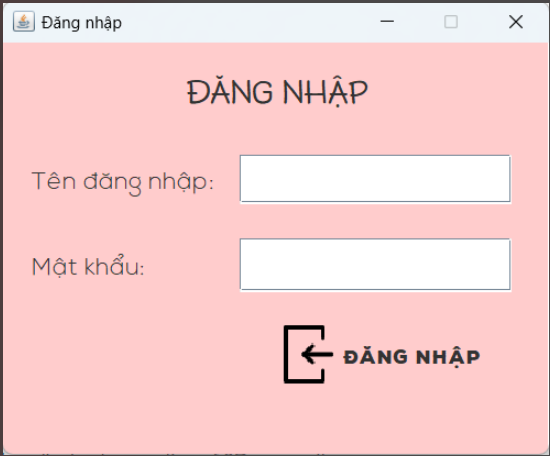 Đăng nhập
ĐĂNG NHẬP
Tên đăng nhập:
Mật khẩu:
ĐĂNG NHẬP